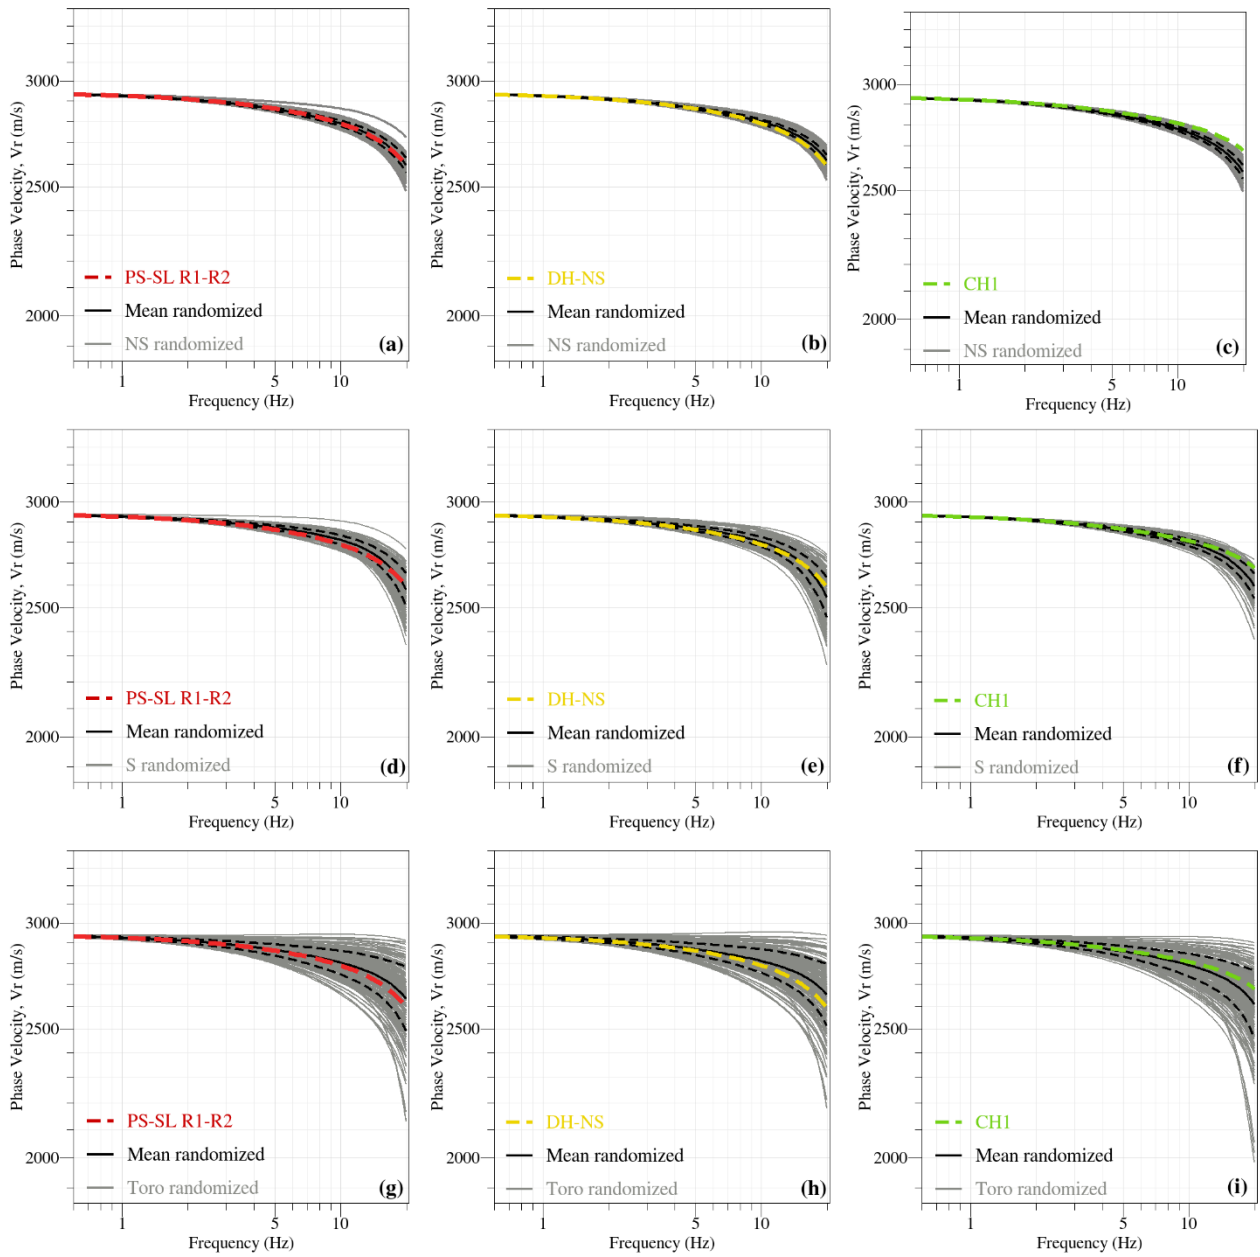 3000
2500
2000
Phase Velocity, Vr (m/s)
PS-SL R1-R2
Mean randomized
NS randomized
(a)
1
5
10
Frequency (Hz)
3000
2500
2000
Phase Velocity, Vr (m/s)
DH-NS
Mean randomized
NS randomized
(b)
1
5
10
Frequency (Hz)
3000
2500
2000
Phase Velocity, Vr (m/s)
CH1
Mean randomized
NS randomized
(c)
1
5
10
Frequency (Hz)
3000
2500
2000
Phase Velocity, Vr (m/s)
PS-SL R1-R2
Mean randomized
S randomized
(d)
1
5
10
Frequency (Hz)
3000
2500
2000
Phase Velocity, Vr (m/s)
DH-NS
Mean randomized
S randomized
(e)
1
5
10
Frequency (Hz)
3000
2500
2000
Phase Velocity, Vr (m/s)
CH1
Mean randomized
S randomized
(f)
1
5
10
Frequency (Hz)
3000
2500
2000
Phase Velocity, Vr (m/s)
PS-SL R1-R2
Mean randomized
Toro randomized
(g)
1
5
10
Frequency (Hz)
3000
2500
2000
Phase Velocity, Vr (m/s)
DH-NS
Mean randomized
Toro randomized
(h)
1
5
10
Frequency (Hz)
3000
2500
2000
Phase Velocity, Vr (m/s)
CH1
Mean randomized
Toro randomized
(i)
1
5
10
Frequency (Hz)